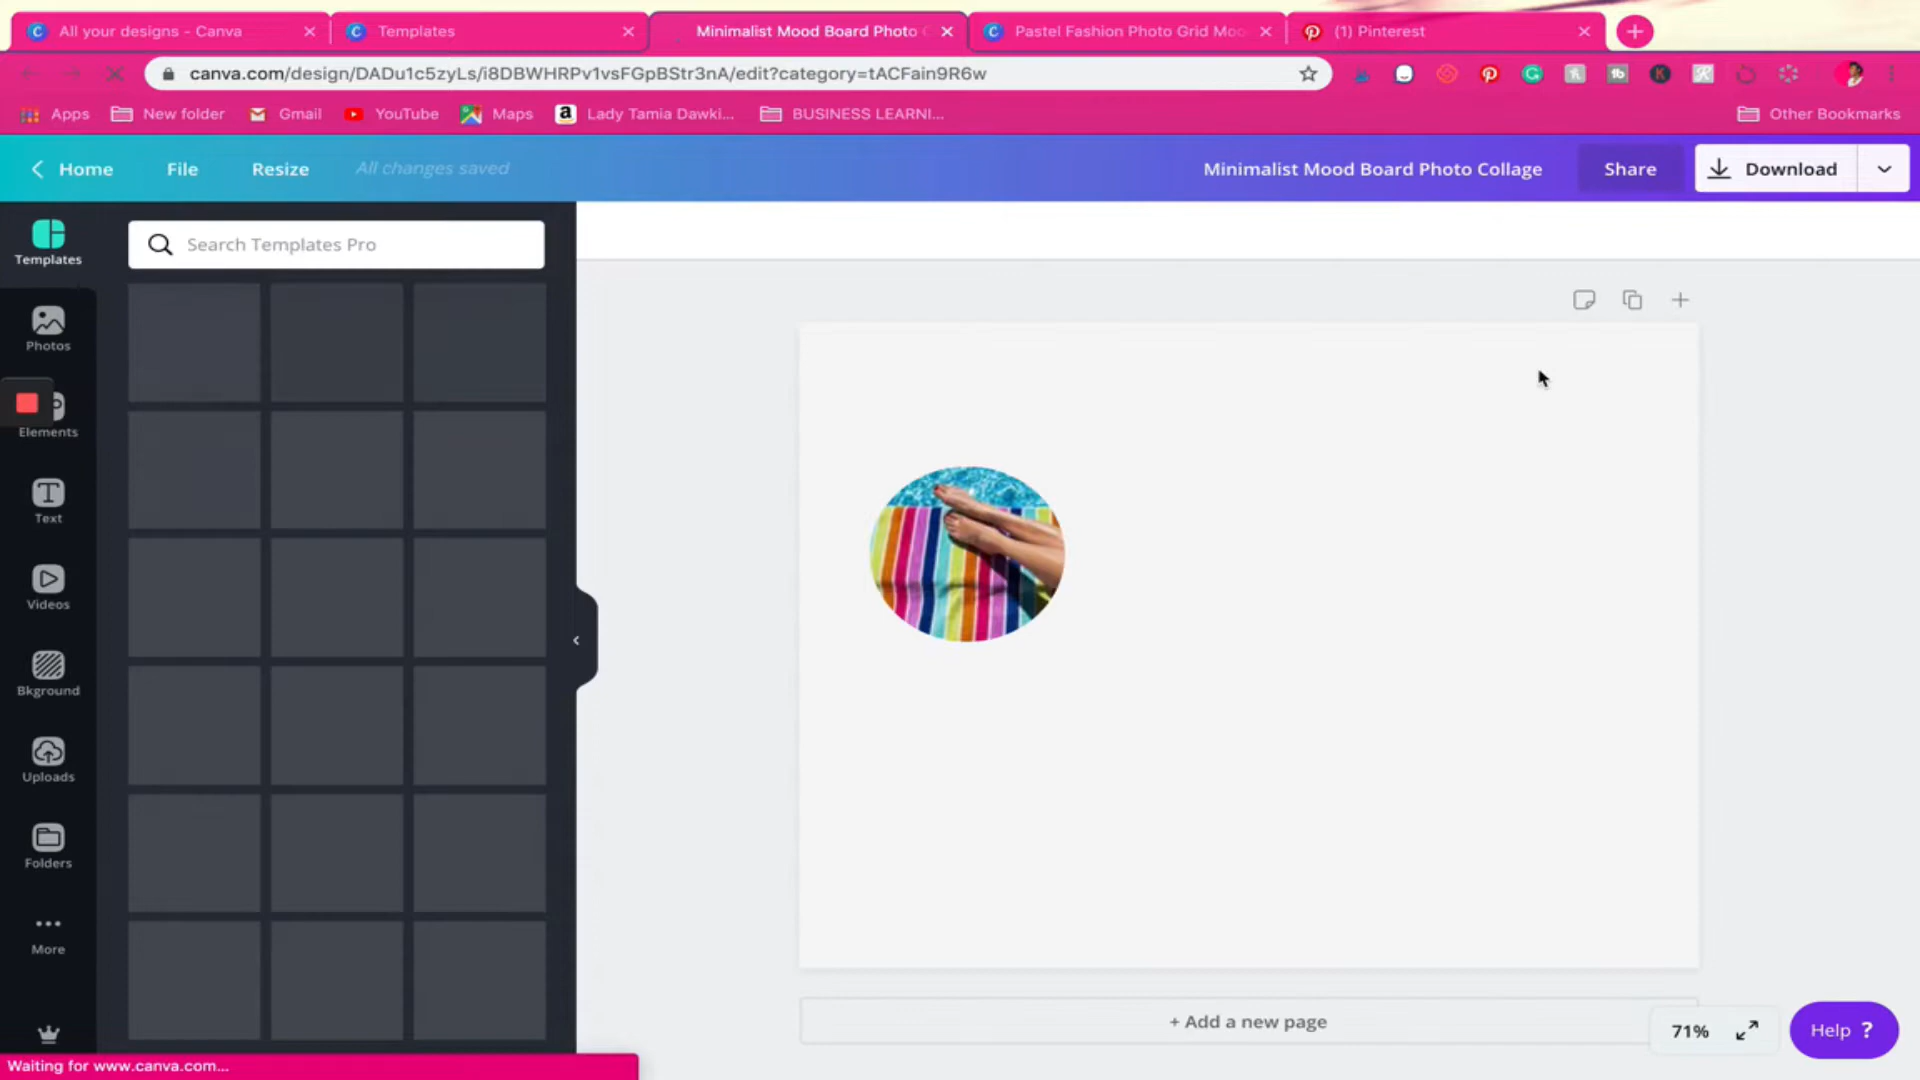 All your designs - Canva
Templates
Minimalist Mood Board Photo C
Pastel Fashion Photo Grid Moo
(1) Pinterest
canva.com/design/DADu1c5zyLs/i8DBWHRPv1vsFGpBStr3nA/edit?category=tACFain9R6w
Apps
New folder
Gmail
YouTube
Maps
Lady Tamia Dawki...
BUSINESS LEARNI...
Other Bookmarks
Home
File
Resize
All changes saved
Minimalist Mood Board Photo Collage
Share
Download
Templates
Search Templates Pro
Photos
Elements
Text
Videos
Bkground
Uploads
Folders
More
+ Add a new page
71%
Help ?
Waiting for www.canva.com...